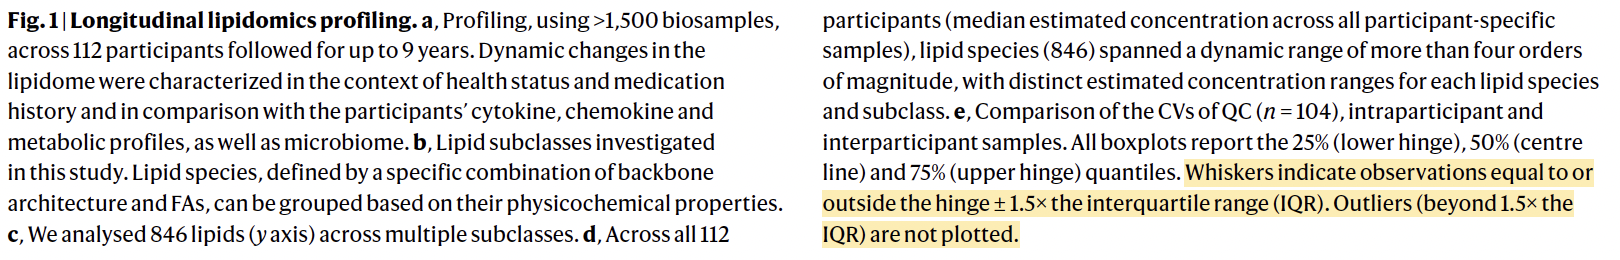 Fig. 1 | Longitudinal lipidomics profiling. a, Profiling, using >1,500 biosamples,
across 112 participants followed for up to 9 years. Dynamic changes in the
lipidome were characterized in the context of health status and medication
history and in comparison with the participants’ cytokine, chemokine and
metabolic profiles, as well as microbiome. b, Lipid subclasses investigated
in this study. Lipid species, defined by a specific combination of backbone
architecture and FAs, can be grouped based on their physicochemical properties.
c, We analysed 846 lipids (y axis) across multiple subclasses. d, Across all 112
participants (median estimated concentration across all participant-specific
samples), lipid species (846) spanned a dynamic range of more than four orders
of magnitude, with distinct estimated concentration ranges for each lipid species
and subclass. e, Comparison of the CVs of QC (n = 104), intraparticipant and
interparticipant samples. All boxplots report the 25% (lower hinge), 50% (centre
line) and 75% (upper hinge) quantiles. Whiskers indicate observations equal to or
outside the hinge ± 1.5× the interquartile range (IQR). Outliers (beyond 1.5× the
IQR) are not plotted.